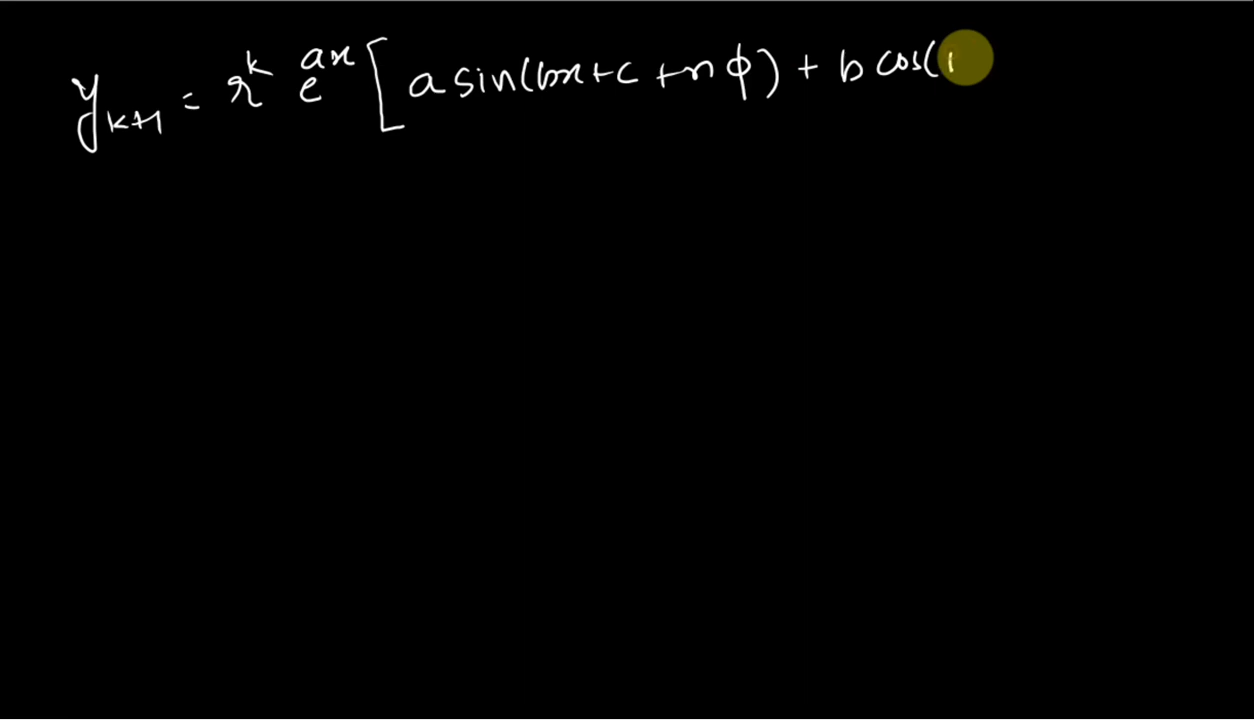 y_{k+1} = r^k e^{ax} [ a sin(bx+c +nϕ) + b cos(